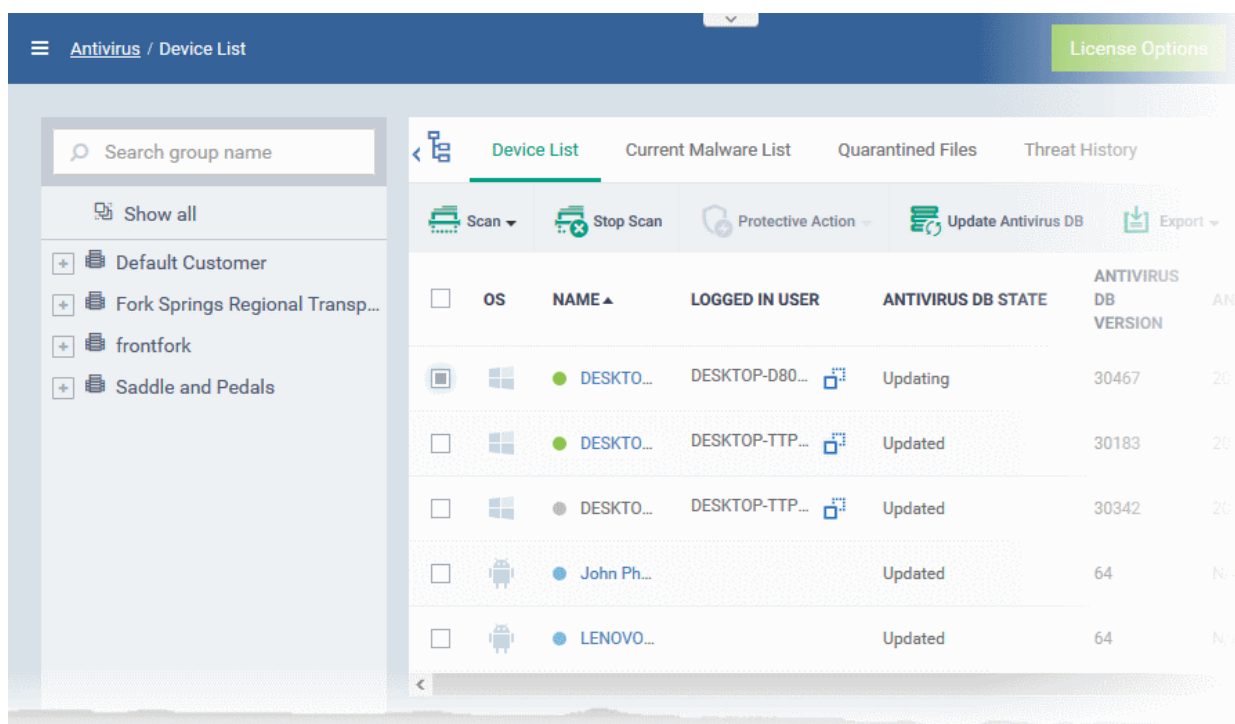 Antivirus / Device List
License Options
Search group name
Show all
Default Customer
Fork Springs Regional Transp...
frontfork
Saddle and Pedals
Device List Current Malware List Quarantined Files Threat History
Scan Stop Scan Protective Action Update Antivirus DB Export
OS NAME LOGGED IN USER ANTIVIRUS DB STATE ANTIVIRUS DB VERSION
DESKTO... DESKTOP-D80... Updating 30467
DESKTO... DESKTOP-TTP... Updated 30183
DESKTO... DESKTOP-TTP... Updated 30342
John Ph... Updated 64
LENOVO... Updated 64